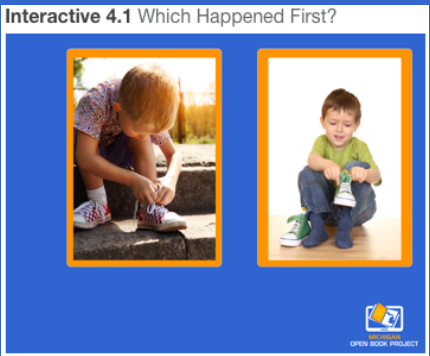 Interactive 4.1 Which Happened First?
MICHIGAN
OPEN BOOK PROJECT